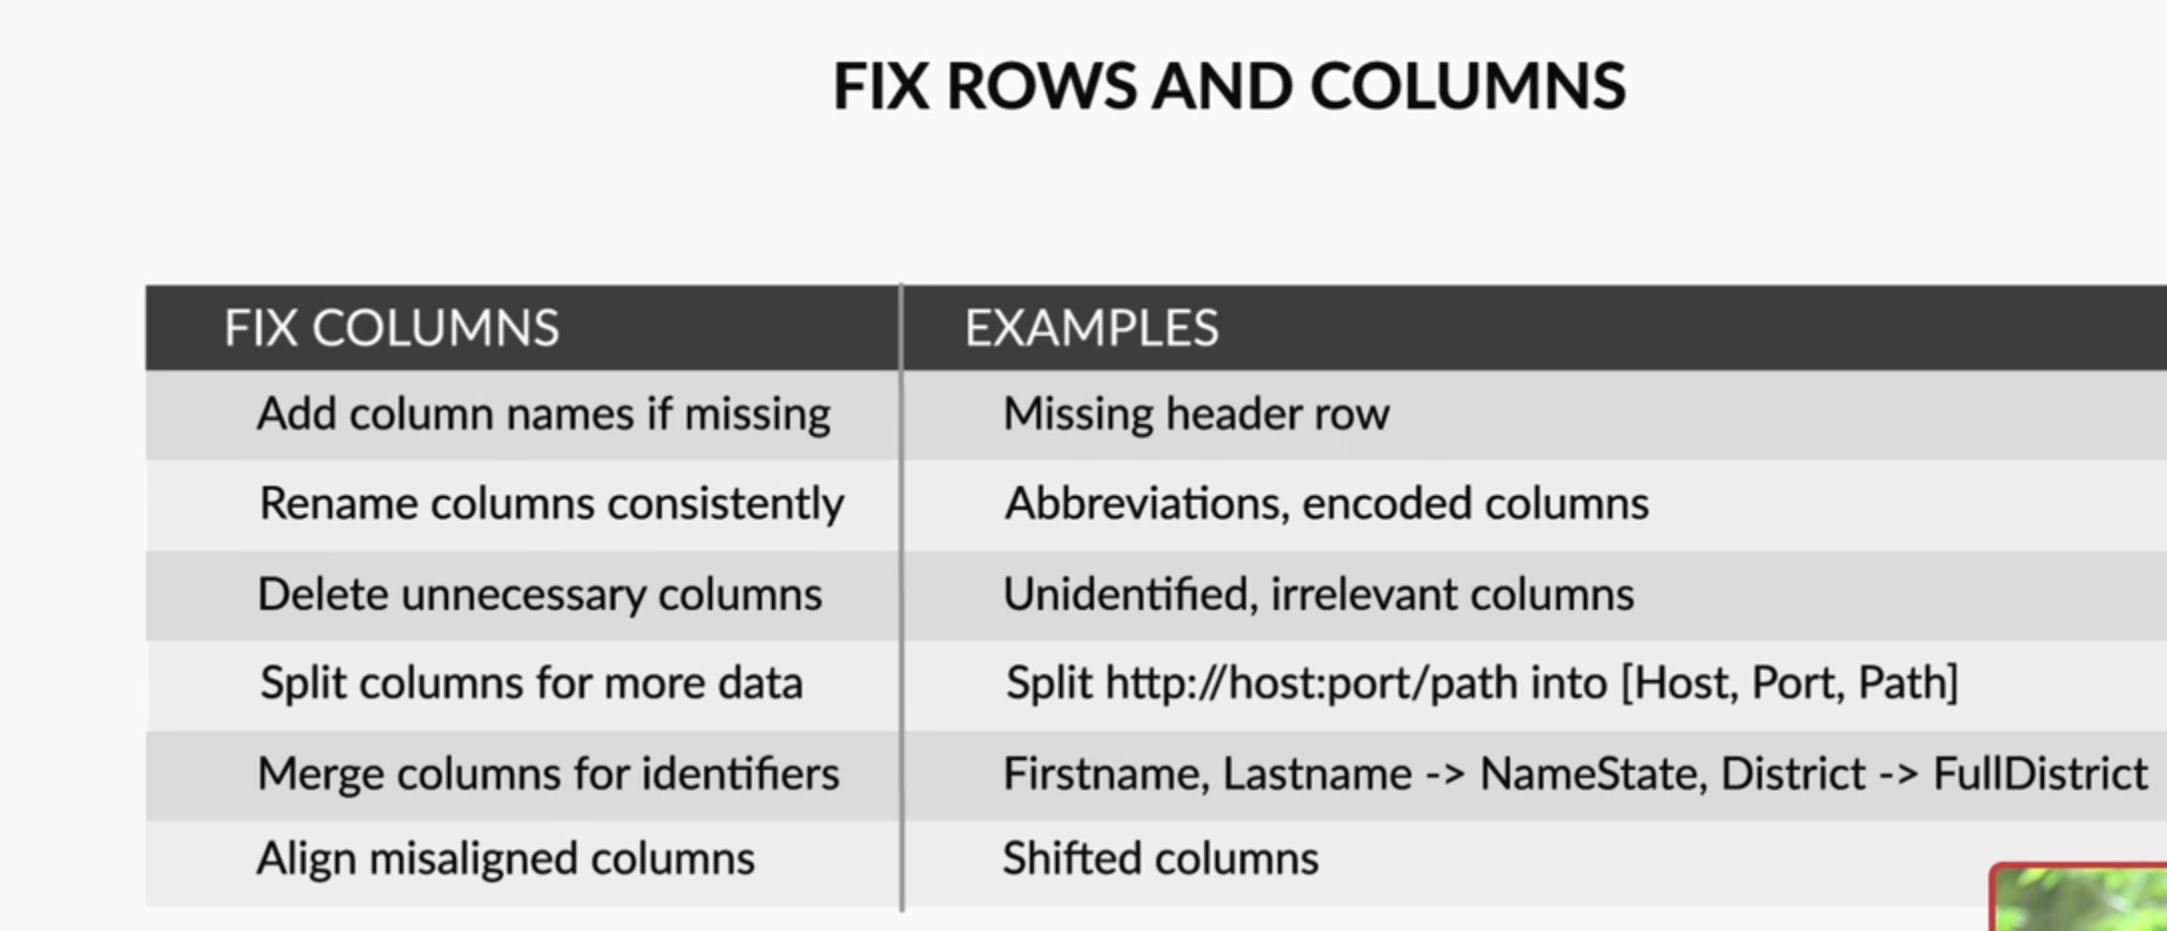 FIX ROWS AND COLUMNS
FIX COLUMNS EXAMPLES
Add column names if missing Missing header row
Rename columns consistently Abbreviations, encoded columns
Delete unnecessary columns Unidentified, irrelevant columns
Split columns for more data Split http://host:port/path into [Host, Port, Path]
Merge columns for identifiers Firstname, Lastname -> NameState, District -> FullDistrict
Align misaligned columns Shifted columns